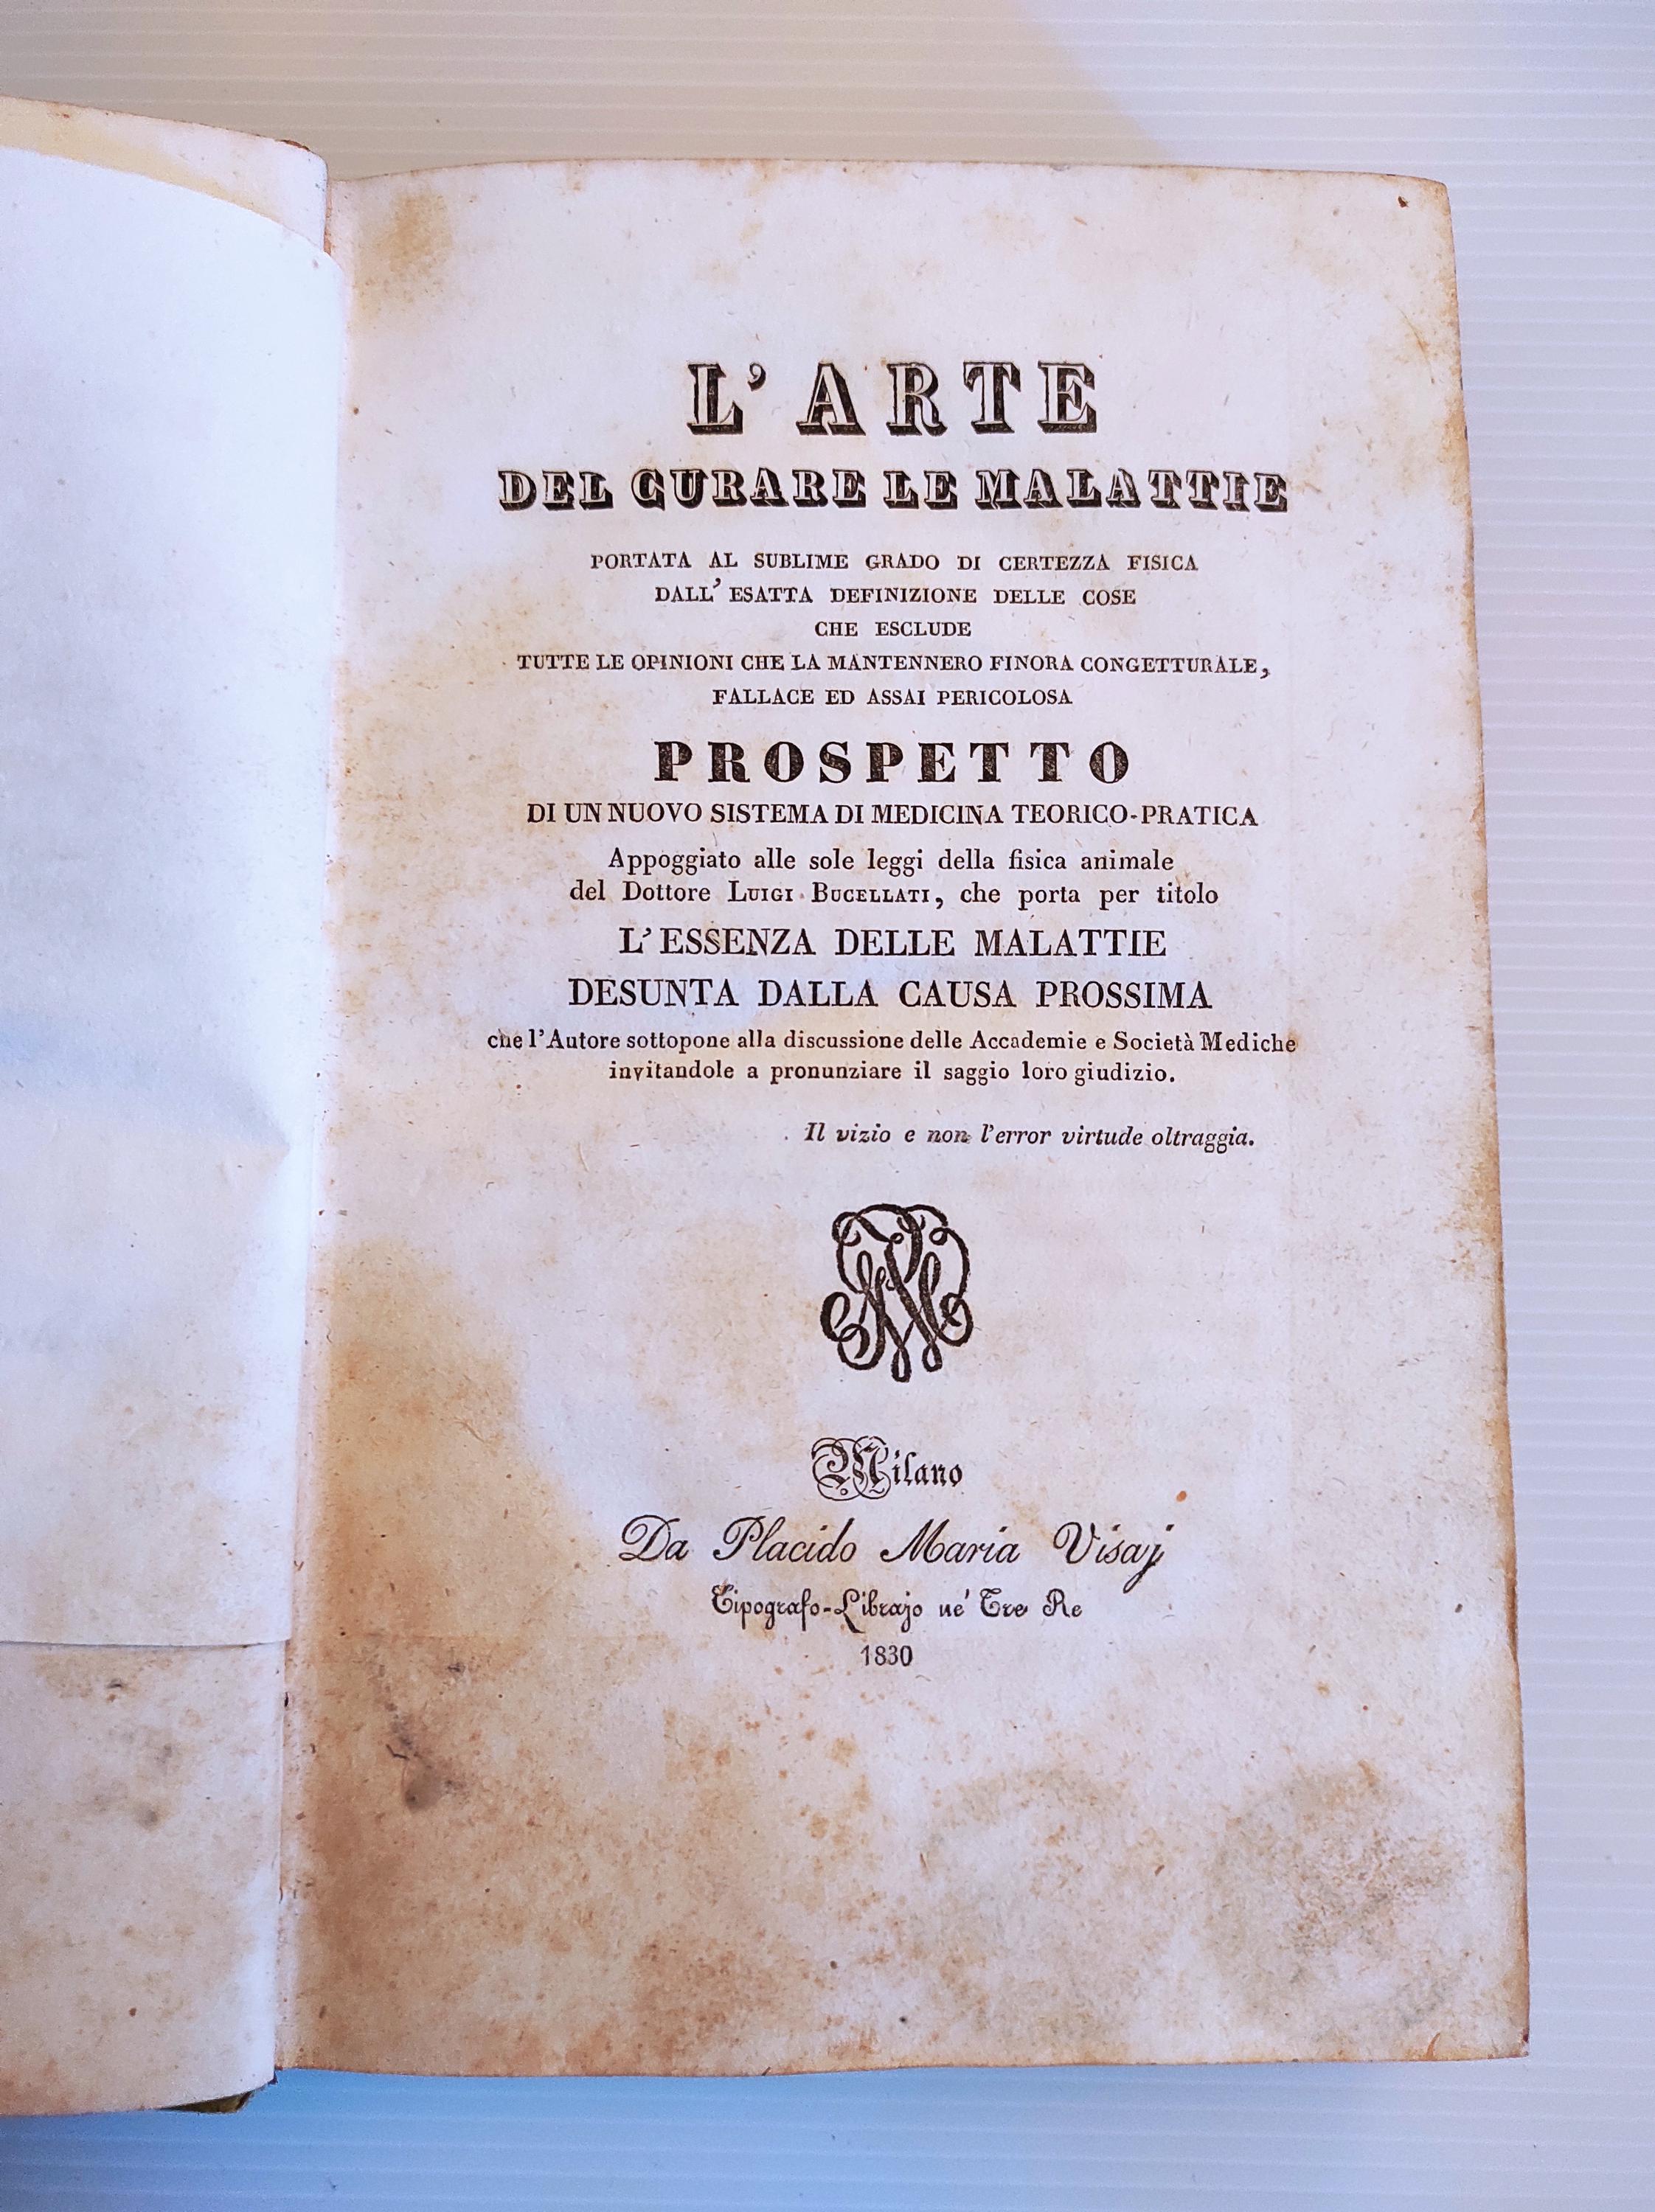 L'ARTE
DEL CURARE LE MALATTIE
PORTATA AL SUBLIME GRADO DI CERTEZZA FISICA
DALL' ESATTA DEFINIZIONE DELLE COSE
CHE ESCLUDE
TUTTE LE OPINIONI CHE LA MANTENNERO FINORA CONGETTURALE,
FALLACE ED ASSAI PERICOLOSA
PROSPETTO
DI UN NUOVO SISTEMA DI MEDICINA TEORICO-PRATICA
Appoggiato alle sole leggi della fisica animale
del Dottore LUIGI BUCELLATI, che porta per titolo
L'ESSENZA DELLE MALATTIE
DESUNTA DALLA CAUSA PROSSIMA
che l'Autore sottopone alla discussione delle Accademie e Società Mediche
invitandole a pronunziare il saggio loro giudizio.
Il vizio e non l'error virtude oltraggia.
Milano
Da Placido Maria Visaj
Tipografo-Librajo ne' Tre Re
1830